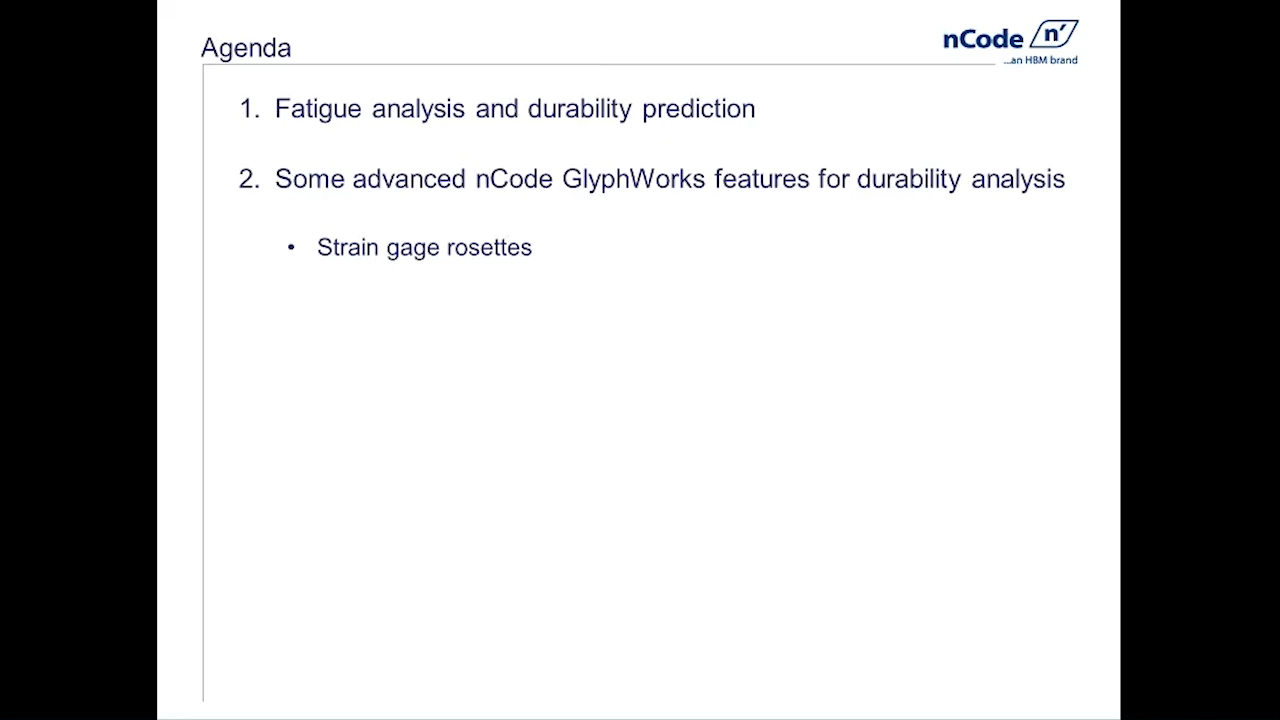 Agenda
nCode n'
...an HBM brand
1. Fatigue analysis and durability prediction
2. Some advanced nCode GlyphWorks features for durability analysis
• Strain gage rosettes